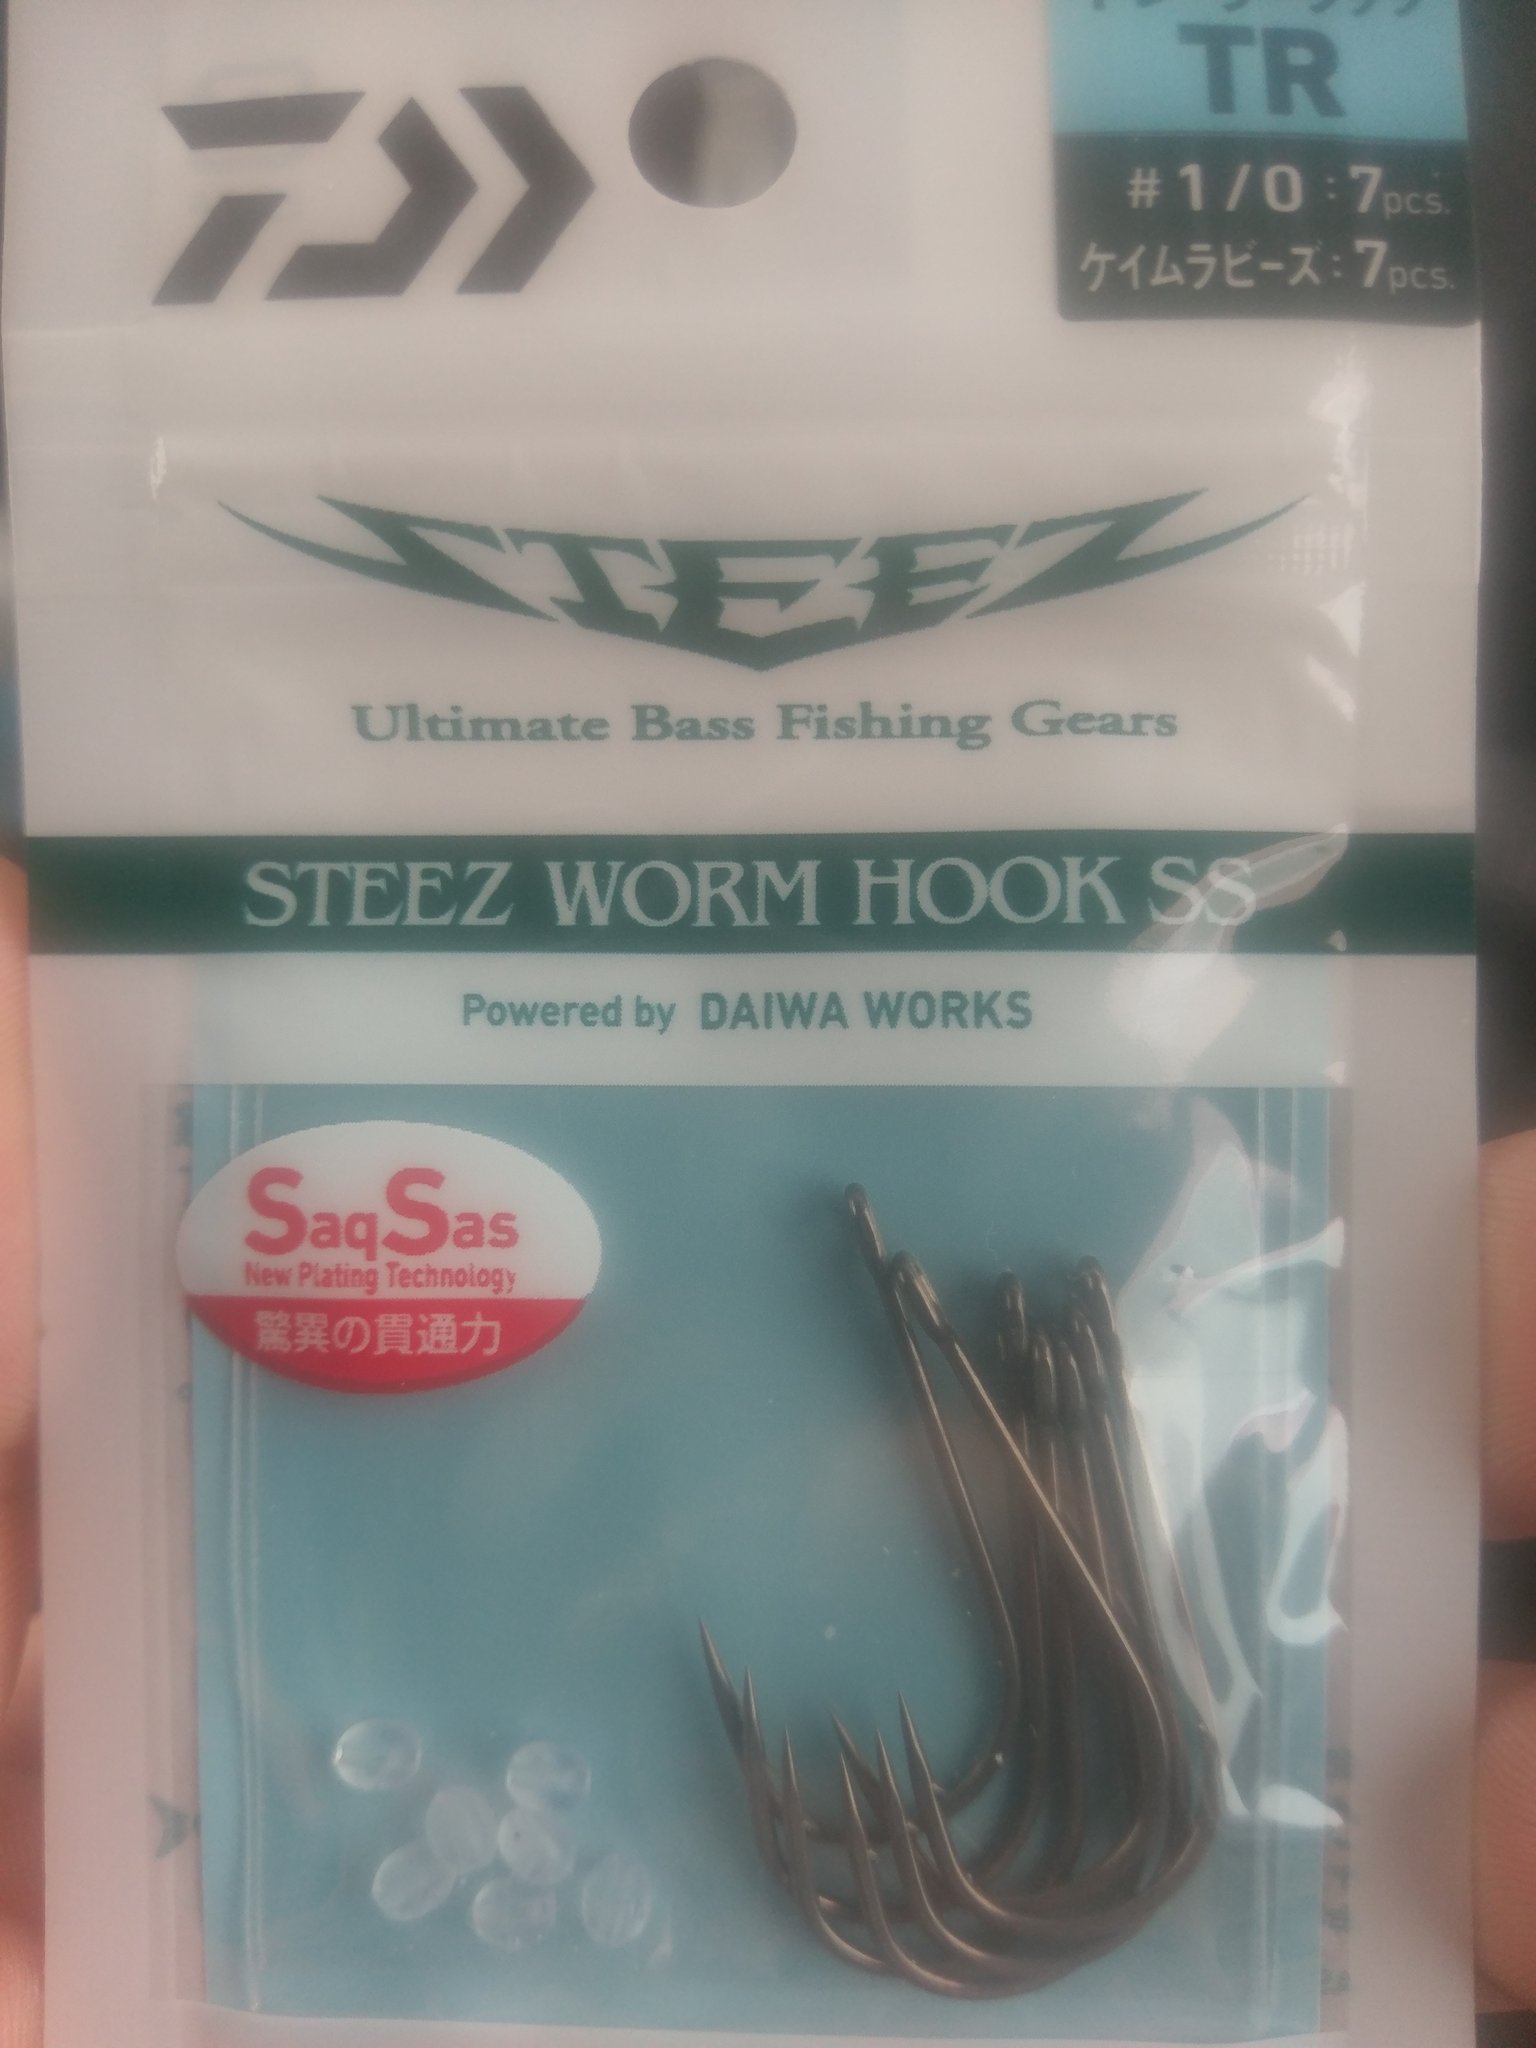 TR
#1/0:7pcs.
ケイムラビーズ:7pcs.
STEEZ
Ultimate Bass Fishing Gears
STEEZ WORM HOOK SS
Powered by DAIWA WORKS
SaqSas
New Plating Technology
驚異の貫通力